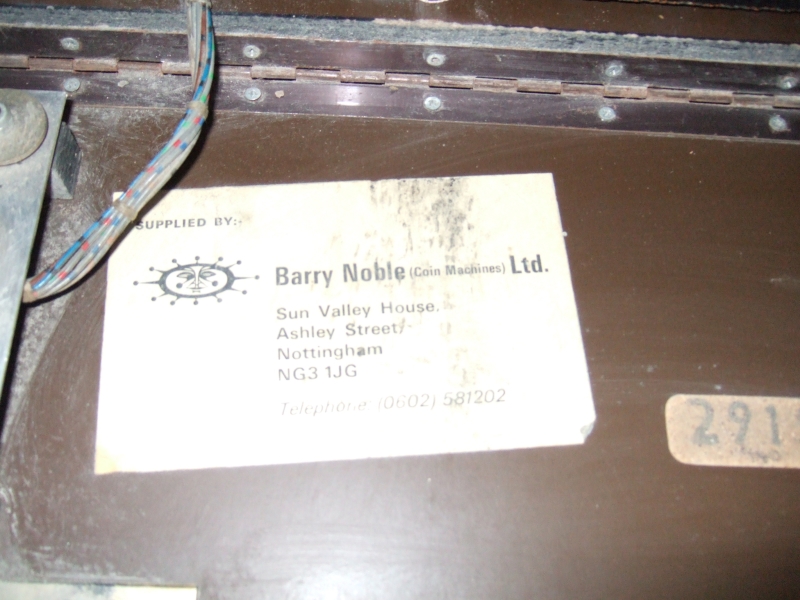 SUPPLIED BY:-
Barry Noble (Coin Machines) Ltd.
Sun Valley House.
Ashley Street,
Nottingham
NG3 1JG
Telephone (0602) 581202
291